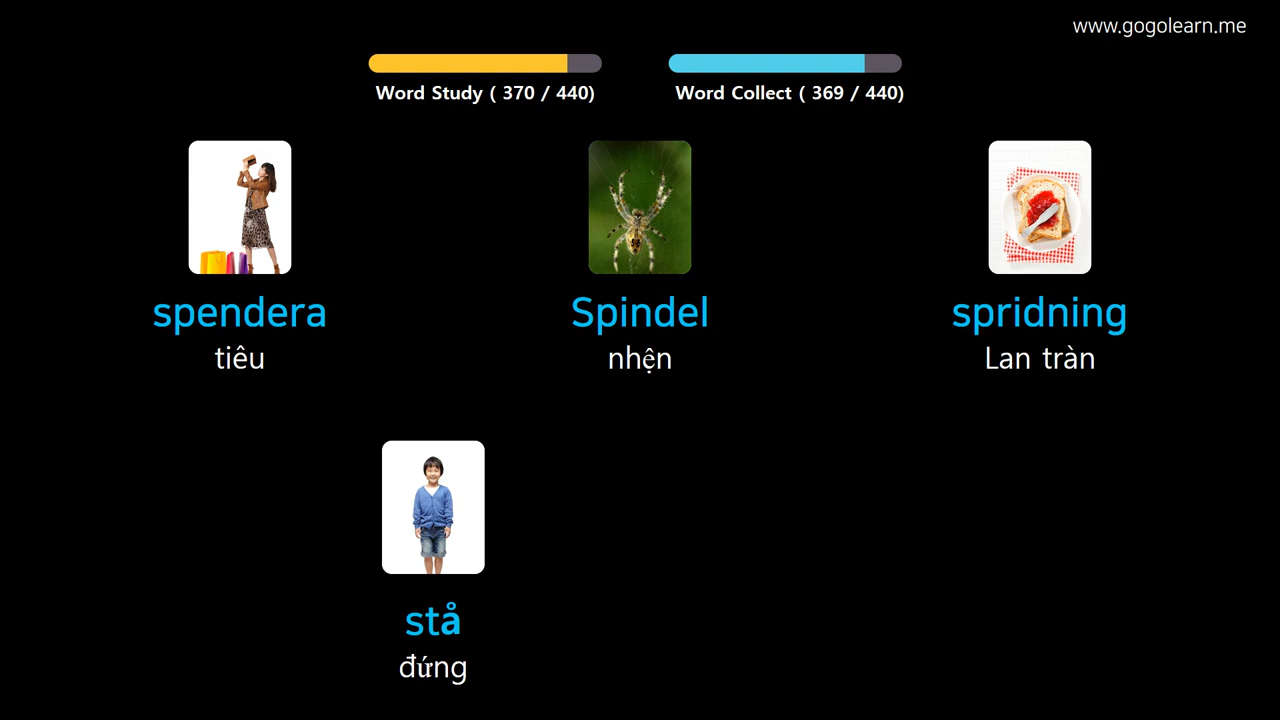 www.gogolearn.me
Word Study ( 370 / 440)
Word Collect ( 369 / 440)
spendera
Spindel
spridning
tiêu
nhện
Lan tràn
stå
đứng